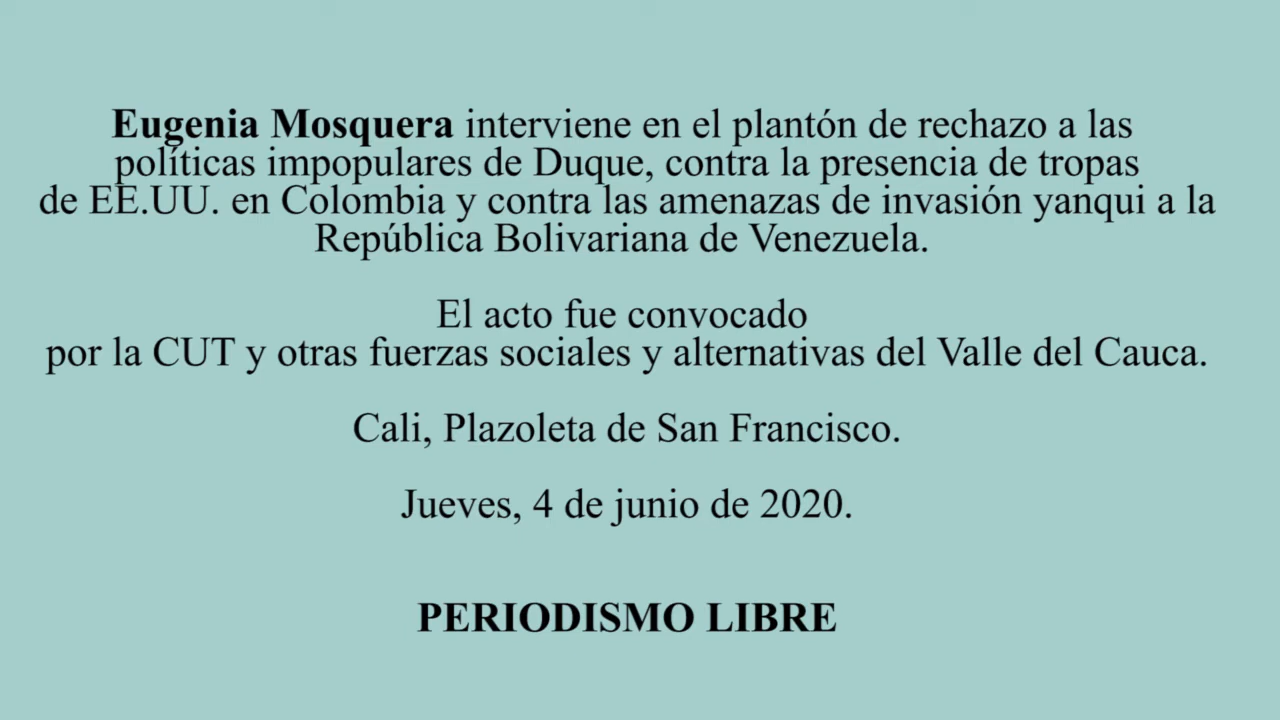 Eugenia Mosquera interviene en el plantón de rechazo a las
políticas impopulares de Duque, contra la presencia de tropas
de EE.UU. en Colombia y contra las amenazas de invasión yanqui a la
República Bolivariana de Venezuela.
El acto fue convocado
por la CUT y otras fuerzas sociales y alternativas del Valle del Cauca.
Cali, Plazoleta de San Francisco.
Jueves, 4 de junio de 2020.
PERIODISMO LIBRE